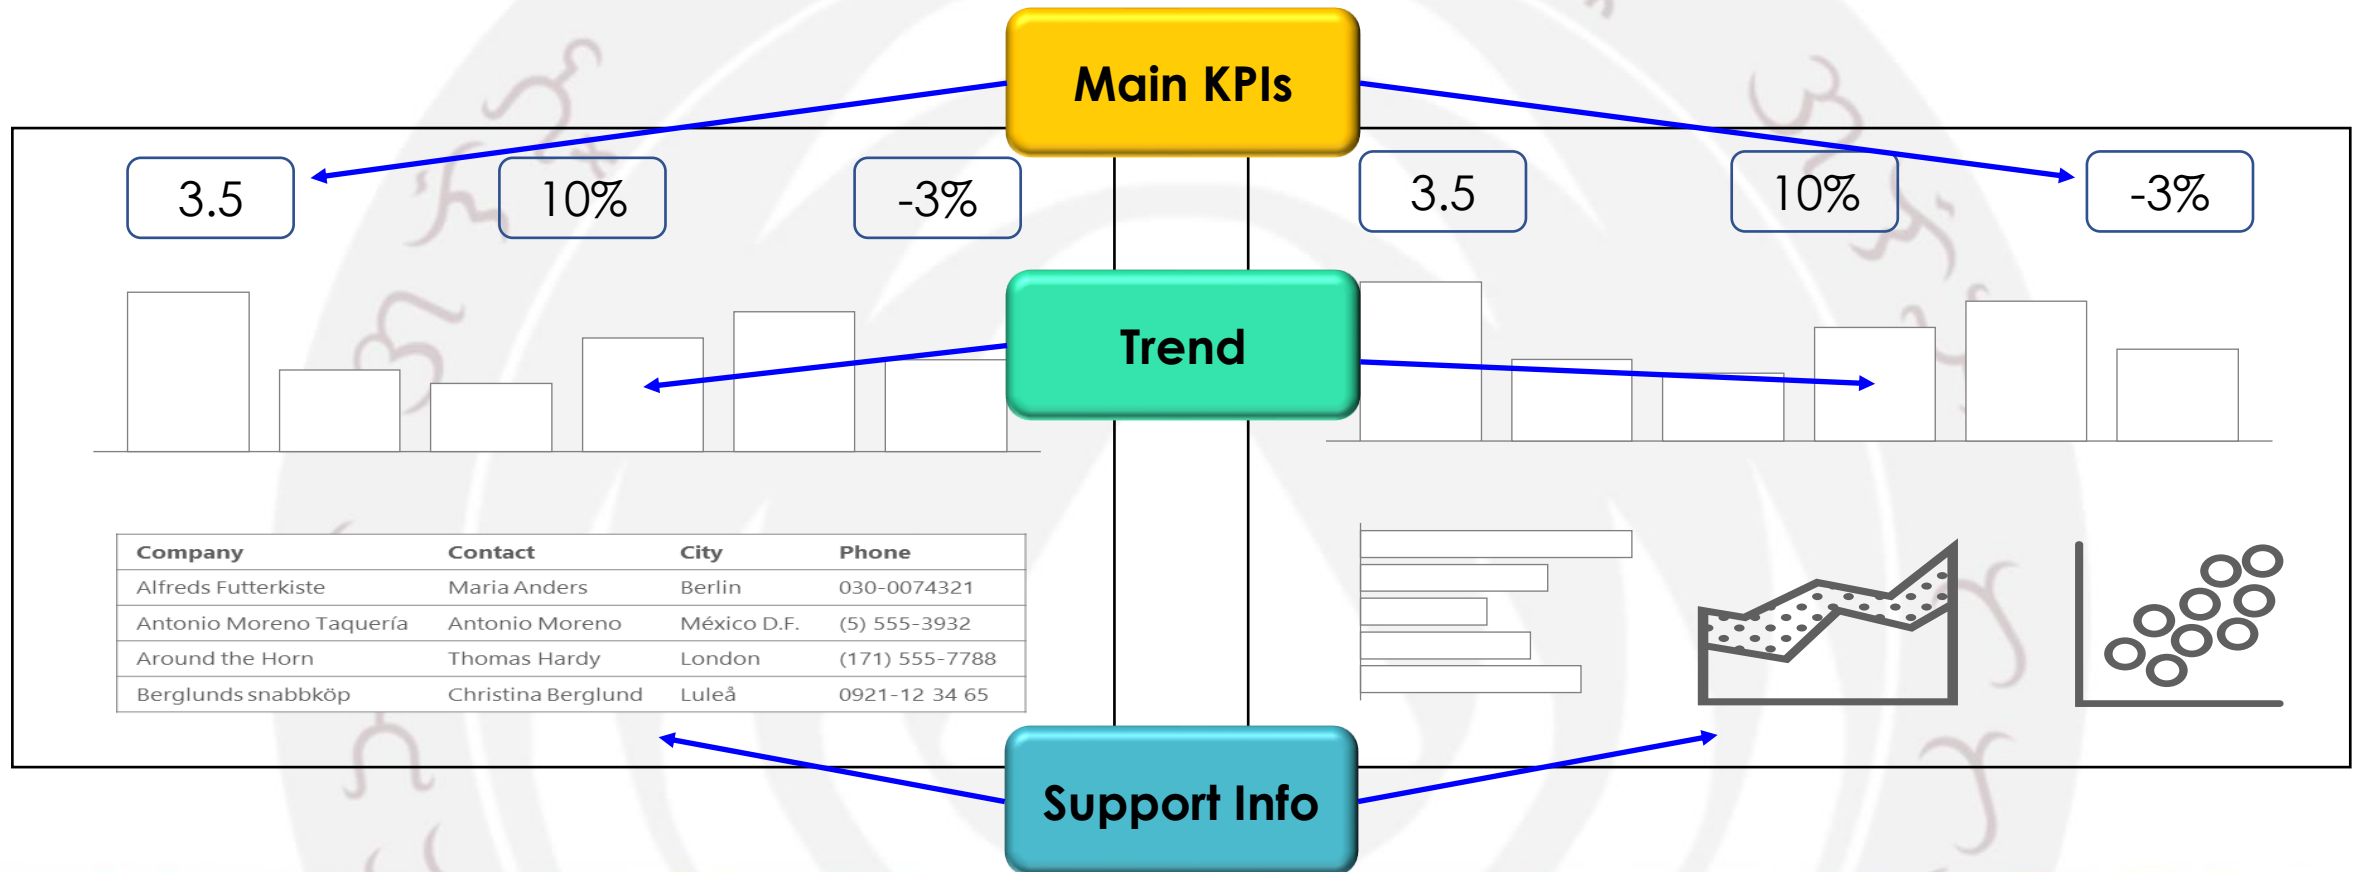 Main KPIs
3.5
10%
-3%
3.5
10%
-3%
Trend
Company Contact City Phone
Alfreds Futterkiste Maria Anders Berlin 030-0074321
Antonio Moreno Taquería Antonio Moreno México D.F. (5) 555-3932
Around the Horn Thomas Hardy London (171) 555-7788
Berglunds snabbköp Christina Berglund Luleå 0921-12 34 65
Support Info